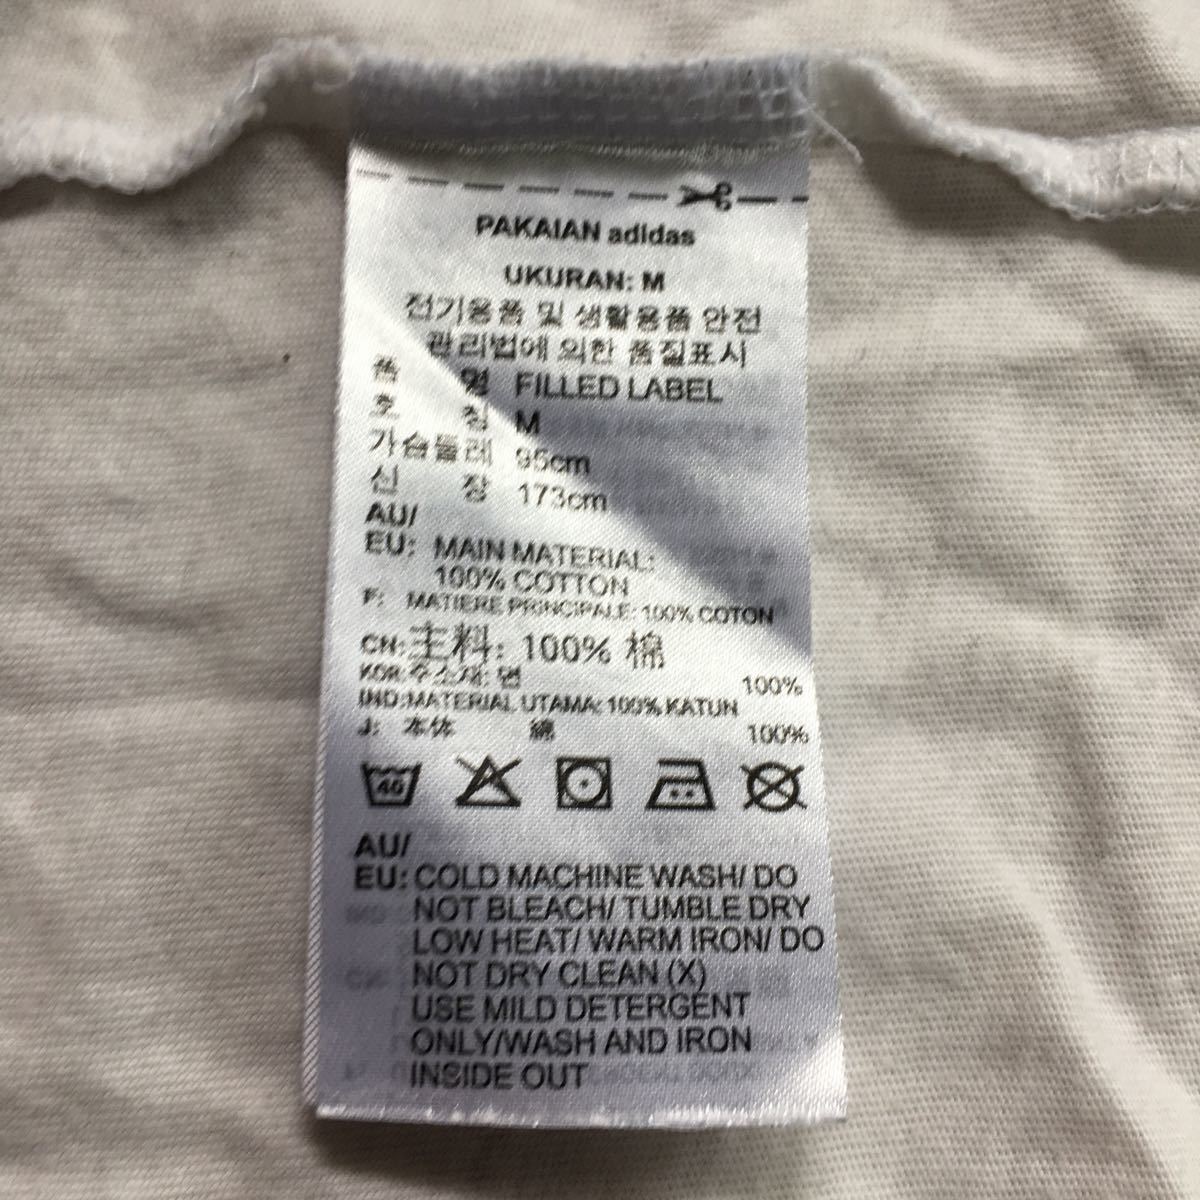 PAKAIAN adidas
UKURAN: M
전기용품 및 생활용품 안전
관리법에 의한 품질표시
품 명 FILLED LABEL
호 칭 M
가슴둘레 95cm
신 장 173cm
AU/
EU: MAIN MATERIAL:
100% COTTON
F: MATIERE PRINCIPALE: 100% COTON
CN: 主料: 100% 棉
KOR: 주소재: 면 100%
IND: MATERIAL UTAMA: 100% KATUN
J: 本体 綿 100%
40
AU/
EU: COLD MACHINE WASH/ DO
NOT BLEACH/ TUMBLE DRY
LOW HEAT/ WARM IRON/ DO
NOT DRY CLEAN (X)
USE MILD DETERGENT
ONLY/WASH AND IRON
INSIDE OUT